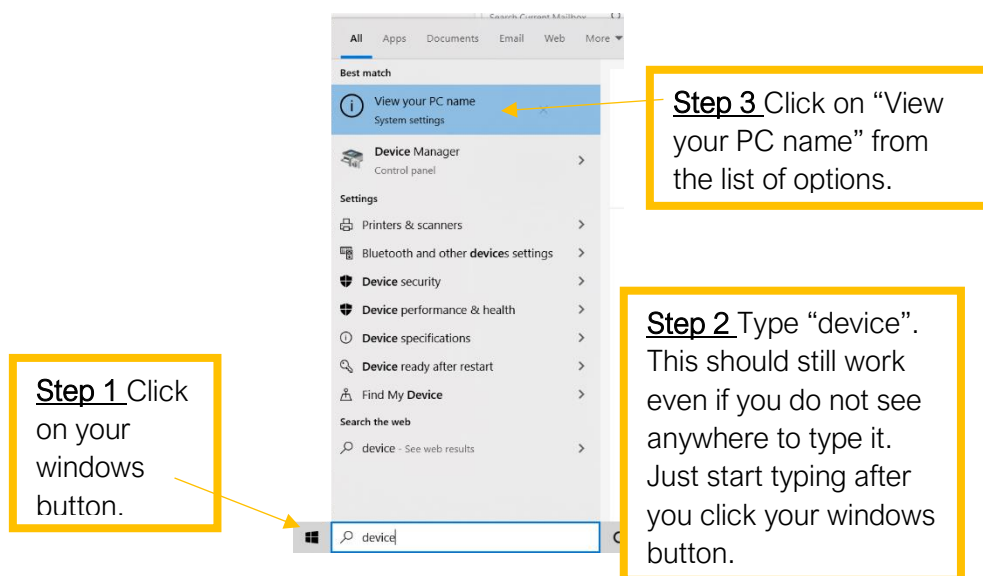 Search Current Mailbox
All Apps Documents Email Web More
Best match
View your PC name
System settings
Device Manager
Control panel
Settings
Printers & scanners
Bluetooth and other devices settings
Device security
Device performance & health
Device specifications
Device ready after restart
Find My Device
Search the web
device - See web results
device
Step 1 Click
on your
windows
button.
Step 2 Type “device”.
This should still work
even if you do not see
anywhere to type it.
Just start typing after
you click your windows
button.
Step 3 Click on “View
your PC name” from
the list of options.